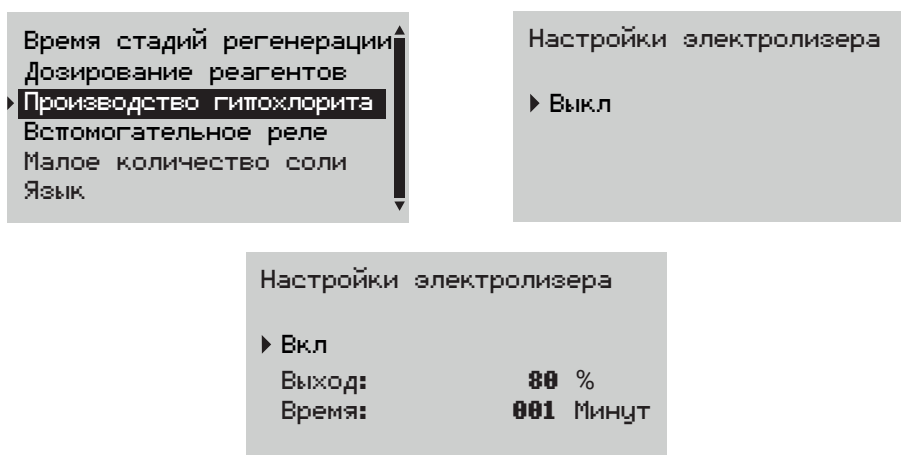 Время стадий регенерации
Дозирование реагентов
Производство гипохлорита
Вспомогательное реле
Малое количество соли
Язык
Настройки электролизера
Выкл
Настройки электролизера
Вкл
Выход: 80 %
Время: 001 Минут